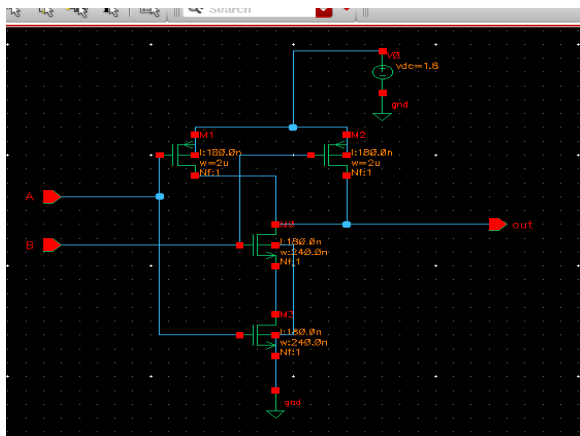 Search
V0
vdc=1.8
gnd
M1
l:180.0n
w=2u
Nf:1
M2
l:180.0n
w=2u
Nf:1
A
M0
out
B
l:180.0n
w:240.0n
Nf:1
M3
l:180.0n
w:240.0n
Nf:1
gnd